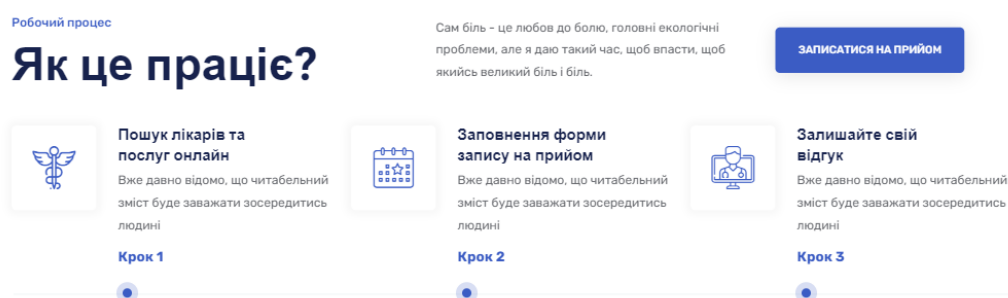 Робочий процес
Як це працює?
Сам біль - це любов до болю, головні екологічні
проблеми, але я даю такий час, щоб впасти, щоб
якийсь великий біль і біль.
ЗАПИСАТИСЯ НА ПРИЙОМ
Пошук лікарів та
послуг онлайн
Вже давно відомо, що читабельний
зміст буде заважати зосередитись
людині
Крок 1
Заповнення форми
запису на прийом
Вже давно відомо, що читабельний
зміст буде заважати зосередитись
людині
Крок 2
Залишайте свій
відгук
Вже давно відомо, що читабельний
зміст буде заважати зосередитись
людині
Крок 3